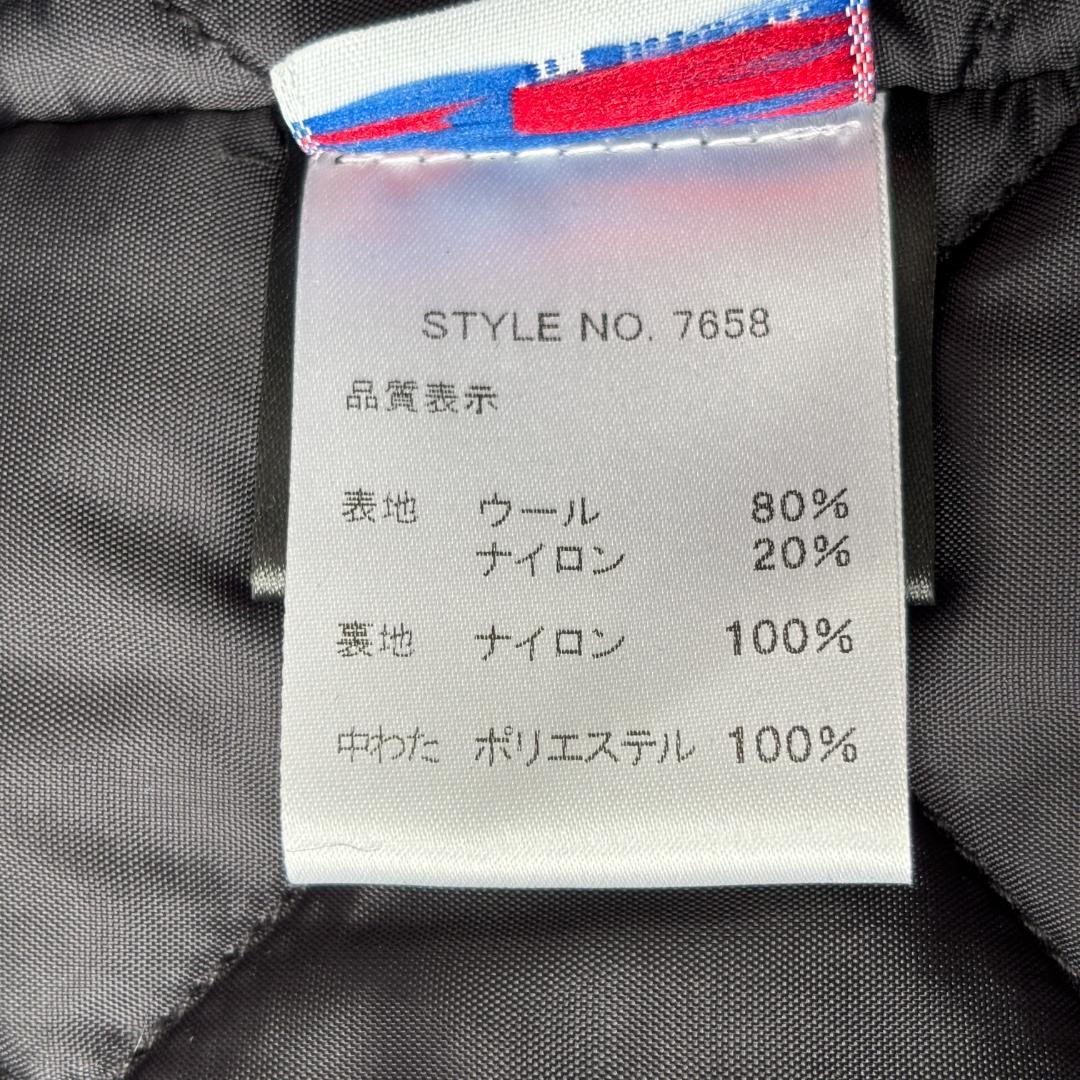 STYLE NO. 7658
品質表示
表地 ウール 80%
ナイロン 20%
裏地 ナイロン 100%
中わた ポリエステル 100%